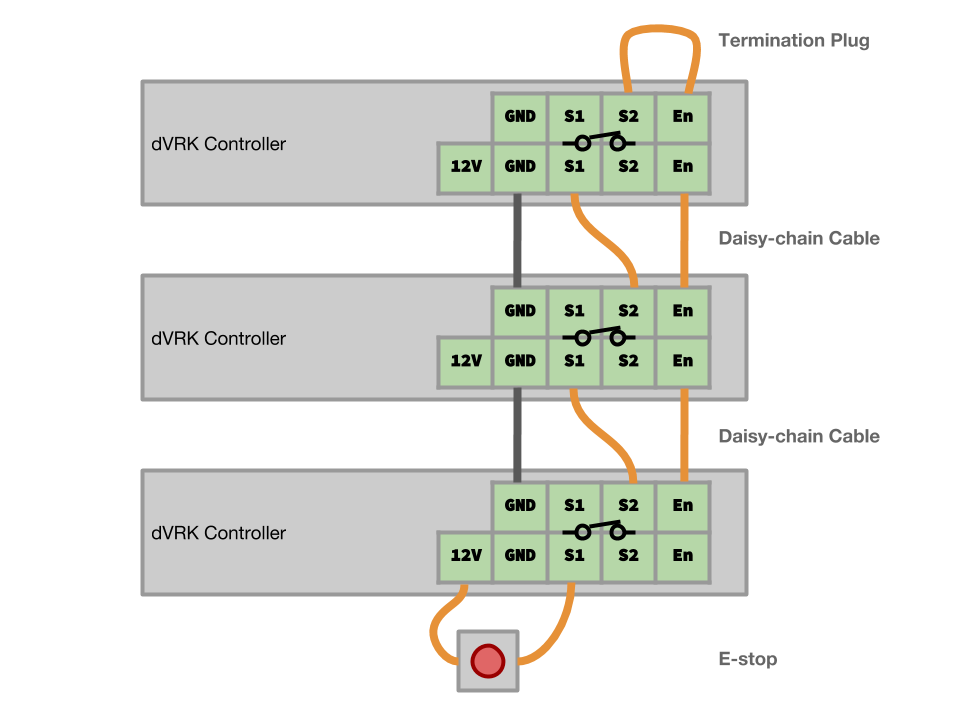 Termination Plug
GND S1 S2 En
dVRK Controller
12V GND S1 S2 En
Daisy-chain Cable
GND S1 S2 En
dVRK Controller
12V GND S1 S2 En
Daisy-chain Cable
GND S1 S2 En
dVRK Controller
12V GND S1 S2 En
E-stop